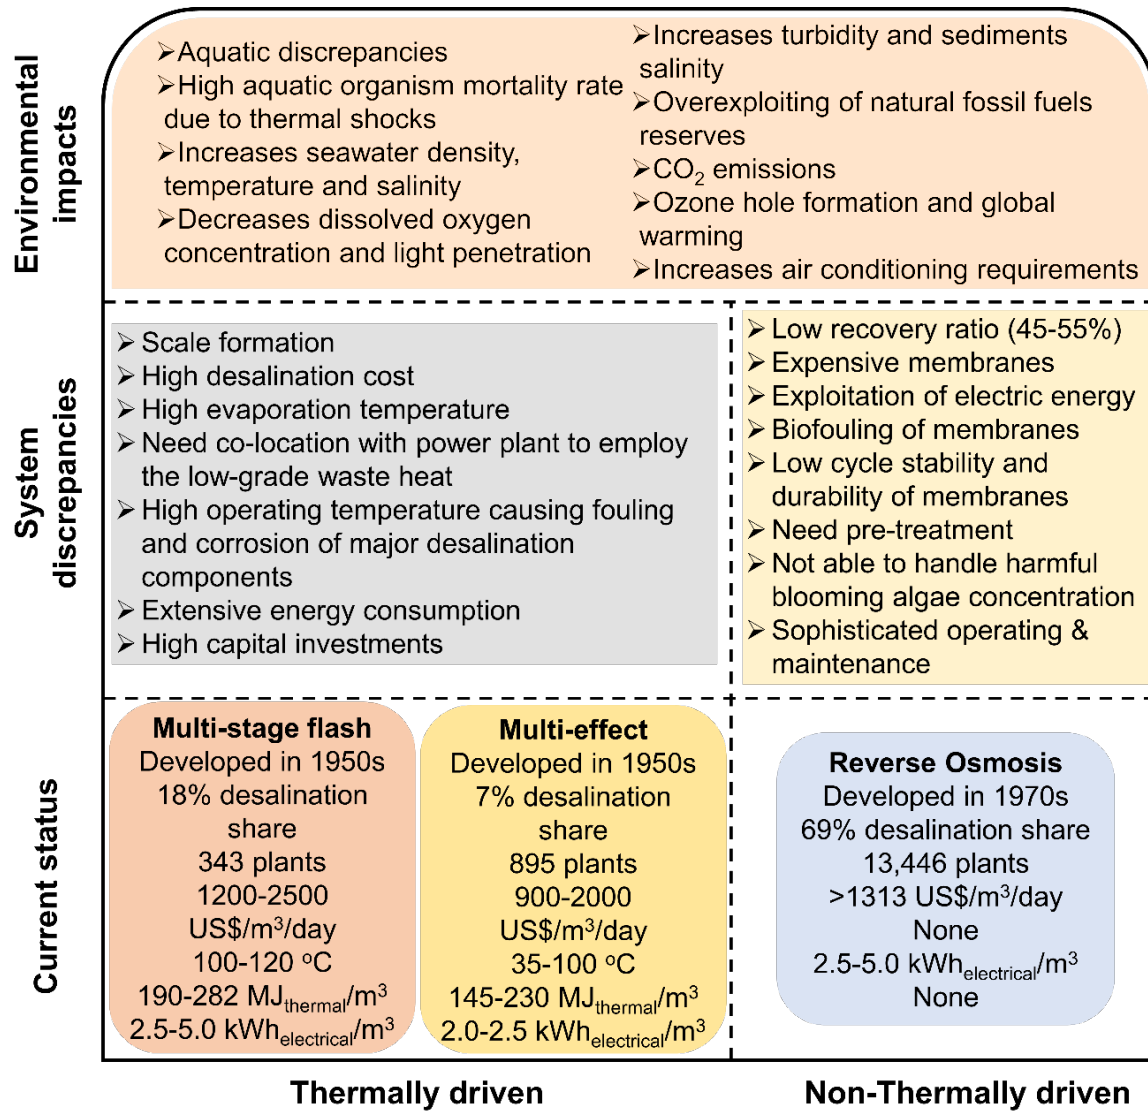 Environmental
impacts
➢Aquatic discrepancies
➢High aquatic organism mortality rate
due to thermal shocks
➢Increases seawater density,
temperature and salinity
➢Decreases dissolved oxygen
concentration and light penetration
➢Increases turbidity and sediments
salinity
➢Overexploiting of natural fossil fuels
reserves
➢CO₂ emissions
➢Ozone hole formation and global
warming
➢Increases air conditioning requirements
System
discrepancies
➢ Scale formation
➢ High desalination cost
➢ High evaporation temperature
➢ Need co-location with power plant to employ
the low-grade waste heat
➢ High operating temperature causing fouling
and corrosion of major desalination
components
➢ Extensive energy consumption
➢ High capital investments
➢ Low recovery ratio (45-55%)
➢ Expensive membranes
➢ Exploitation of electric energy
➢ Biofouling of membranes
➢ Low cycle stability and
durability of membranes
➢ Need pre-treatment
➢ Not able to handle harmful
blooming algae concentration
➢ Sophisticated operating &
maintenance
Current status
Multi-stage flash
Developed in 1950s
18% desalination
share
343 plants
1200-2500
US$/m³/day
100-120 ºC
190-282 MJthermal/m³
2.5-5.0 kWhelectrical/m³
Multi-effect
Developed in 1950s
7% desalination
share
895 plants
900-2000
US$/m³/day
35-100 ºC
145-230 MJthermal/m³
2.0-2.5 kWhelectrical/m³
Reverse Osmosis
Developed in 1970s
69% desalination share
13,446 plants
>1313 US$/m³/day
None
2.5-5.0 kWhelectrical/m³
None
Thermally driven
Non-Thermally driven